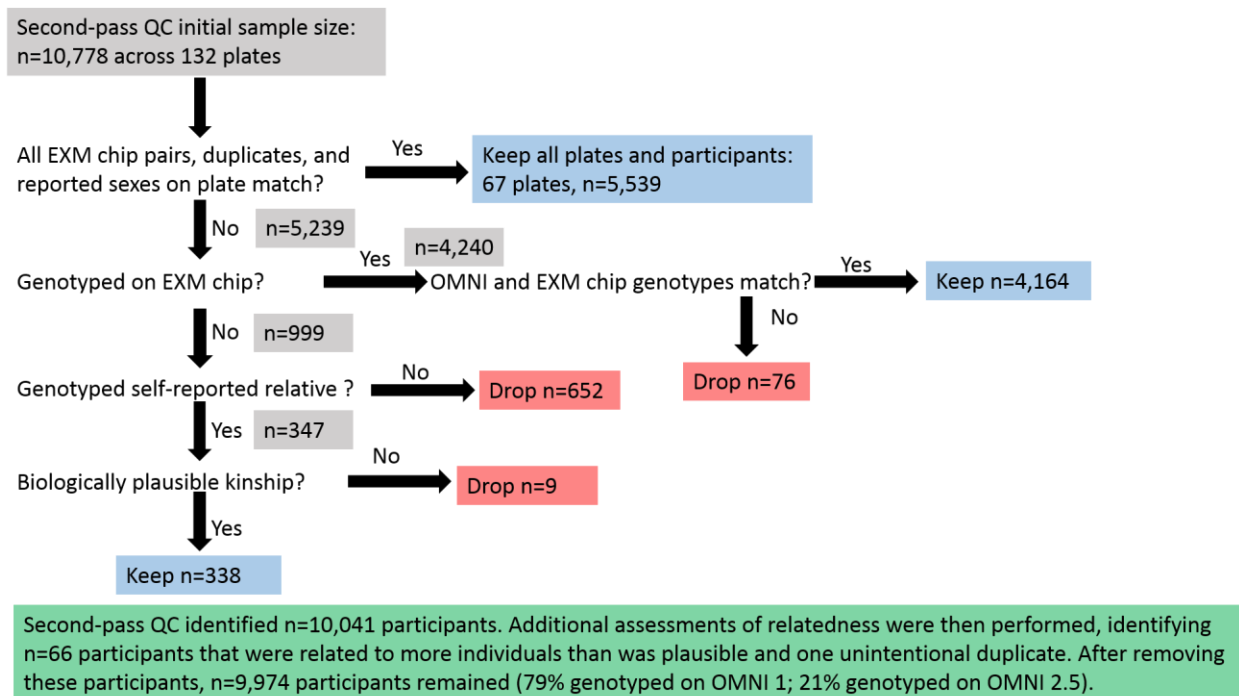 Second-pass QC initial sample size:
n=10,778 across 132 plates
All EXM chip pairs, duplicates, and
reported sexes on plate match?
Yes
Keep all plates and participants:
67 plates, n=5,539
No
n=5,239
Genotyped on EXM chip?
Yes
n=4,240
OMNI and EXM chip genotypes match?
Yes
Keep n=4,164
No
Drop n=76
No
n=999
Genotyped self-reported relative ?
No
Drop n=652
Yes
n=347
Biologically plausible kinship?
No
Drop n=9
Yes
Keep n=338
Second-pass QC identified n=10,041 participants. Additional assessments of relatedness were then performed, identifying
n=66 participants that were related to more individuals than was plausible and one unintentional duplicate. After removing
these participants, n=9,974 participants remained (79% genotyped on OMNI 1; 21% genotyped on OMNI 2.5).